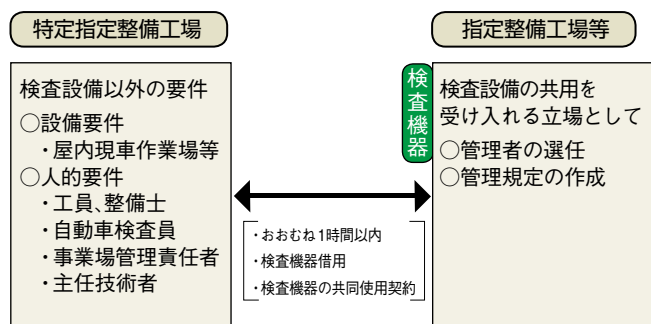 特定指定整備工場
検査設備以外の要件
○設備要件
・屋内現車作業場等
○人的要件
・工員、整備士
・自動車検査員
・事業場管理責任者
・主任技術者
・おおむね1時間以内
・検査機器借用
・検査機器の共同使用契約
指定整備工場等
検査機器
検査設備の共用を
受け入れる立場として
○管理者の選任
○管理規定の作成